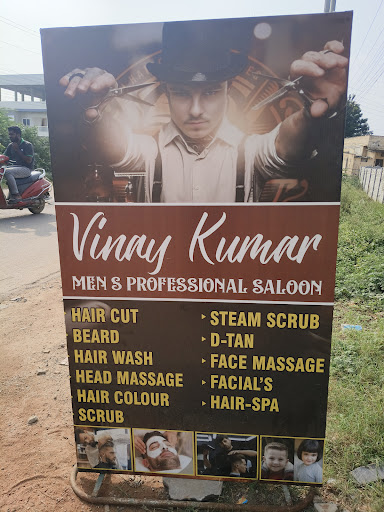 Vinay Kumar
MEN S PROFESSIONAL SALOON
HAIR CUT
BEARD
HAIR WASH
HEAD MASSAGE
HAIR COLOUR
SCRUB
STEAM SCRUB
D-TAN
FACE MASSAGE
FACIAL'S
HAIR-SPA